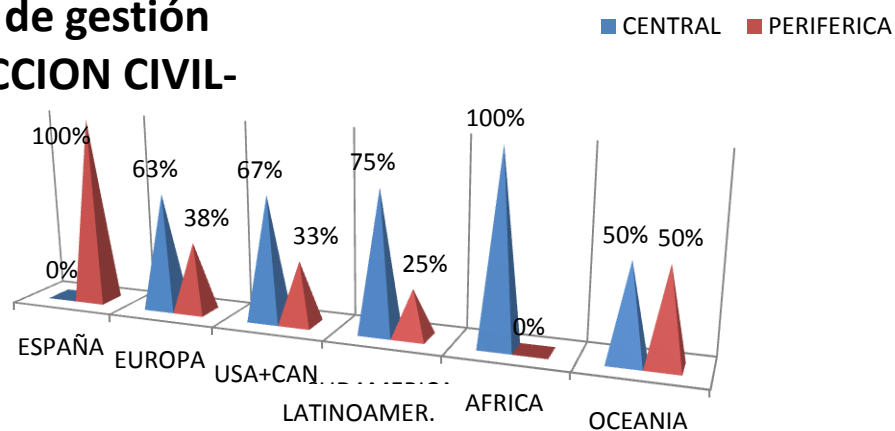 de gestión
CCION CIVIL-
CENTRAL PERIFERICA
100%
0%
63%
38%
67%
33%
75%
25%
100%
0%
50%
50%
ESPAÑA
EUROPA
USA+CAN
LATINOAMER.
AFRICA
OCEANIA